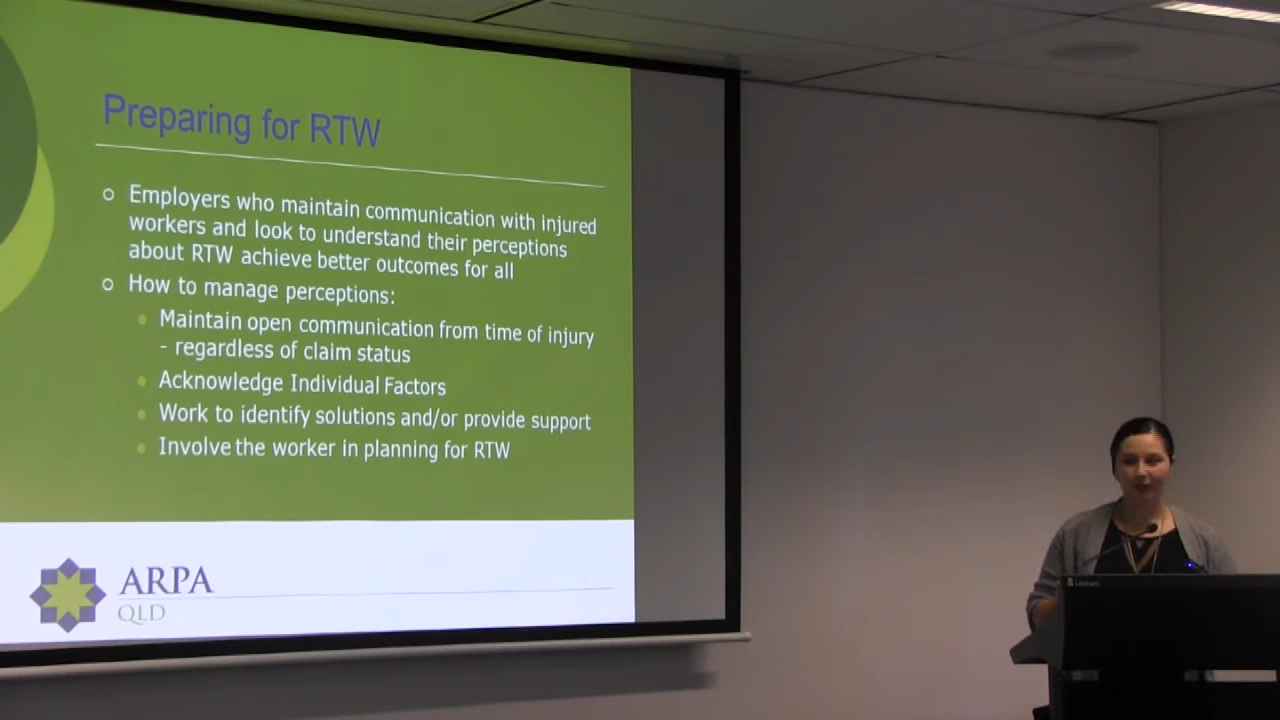 Preparing for RTW
Employers who maintain communication with injured
workers and look to understand their perceptions
about RTW achieve better outcomes for all
How to manage perceptions:
Maintain open communication from time of injury
- regardless of claim status
Acknowledge Individual Factors
Work to identify solutions and/or provide support
Involve the worker in planning for RTW
ARPA
QLD